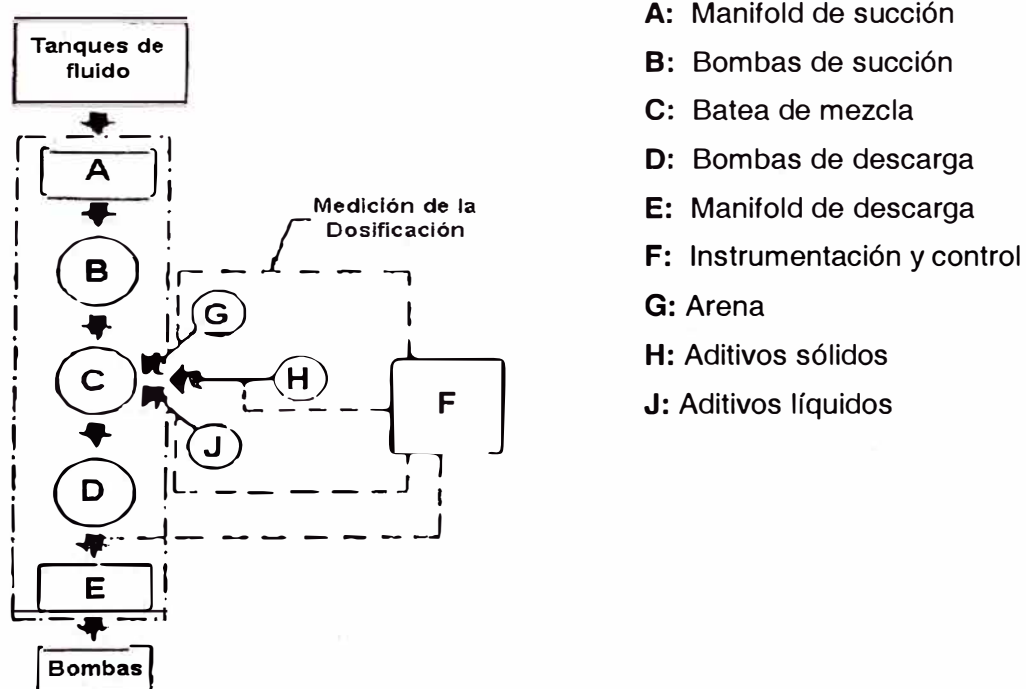 Tanques de
fluido
A
B
Medición de la
Dosificación
G
C
H
F
J
D
E
Bombas
A: Manifold de succión
B: Bombas de succión
C: Batea de mezcla
D: Bombas de descarga
E: Manifold de descarga
F: Instrumentación y control
G: Arena
H: Aditivos sólidos
J: Aditivos líquidos